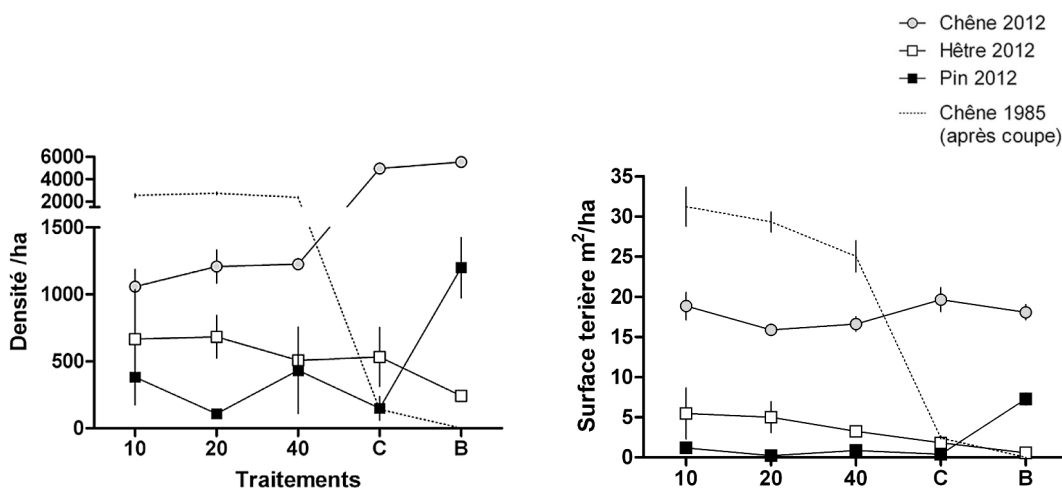 Chêne 2012
Hêtre 2012
Pin 2012
Chêne 1985
(après coupe)
Densité /ha
6000
4000
2000
1500
1000
500
0
10 20 40 C B
Traitements
Surface terière m²/ha
35
30
25
20
15
10
5
0
10 20 40 C B